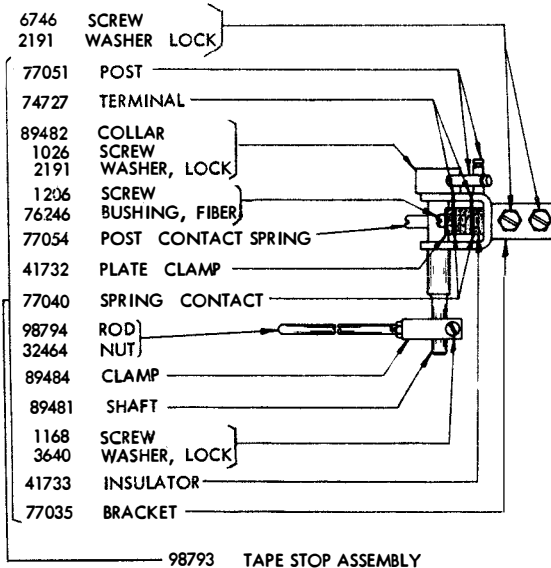 6746 SCREW
2191 WASHER LOCK
77051 POST
74727 TERMINAL
89482 COLLAR
1026 SCREW
2191 WASHER, LOCK
1206 SCREW
76246 BUSHING, FIBER
77054 POST CONTACT SPRING
41732 PLATE CLAMP
77040 SPRING CONTACT
98794 ROD
32464 NUT
89484 CLAMP
89481 SHAFT
1168 SCREW
3640 WASHER, LOCK
41733 INSULATOR
77035 BRACKET
98793 TAPE STOP ASSEMBLY